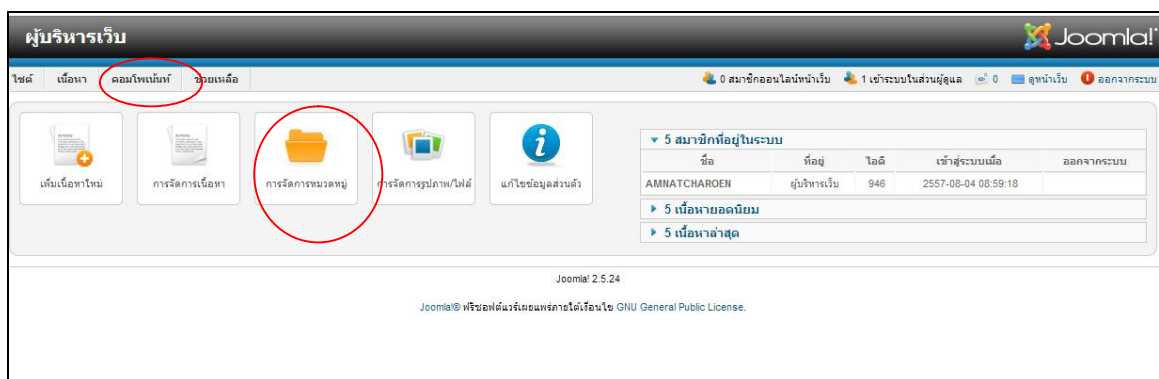 ผู้บริหารเว็บ
Joomla!
ไซต์ เนื้อหา คอมโพเน้นท์ ช่วยเหลือ 0 สมาชิกออนไลน์หน้าเว็บ 1 เข้าระบบในส่วนผู้ดูแล 0 ดูหน้าเว็บ ออกจากระบบ
เพิ่มเนื้อหาใหม่ การจัดการเนื้อหา การจัดการหมวดหมู่ การจัดการรูปภาพ/ไฟล์ แก้ไขข้อมูลส่วนตัว
5 สมาชิกที่อยู่ในระบบ
ชื่อ ที่อยู่ ไอดี เข้าสู่ระบบเมื่อ ออกจากระบบ
AMNATCHAROEN ผู้บริหารเว็บ 946 2557-08-04 08:59:18
5 เนื้อหายอดนิยม
5 เนื้อหาล่าสุด
Joomla! 2.5.24
Joomla!® ฟรีซอฟต์แวร์เผยแพร่ภายใต้เงื่อนไข GNU General Public License.